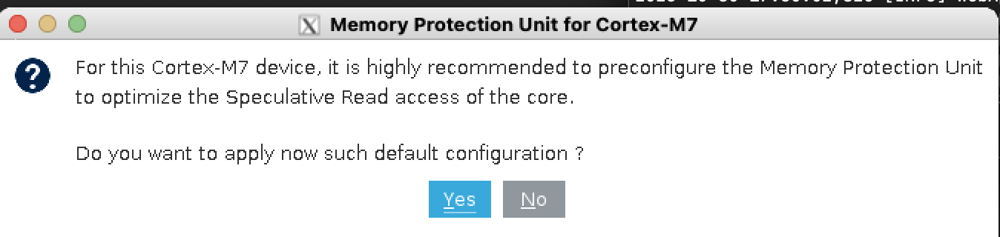 Memory Protection Unit for Cortex-M7
For this Cortex-M7 device, it is highly recommended to preconfigure the Memory Protection Unit
to optimize the Speculative Read access of the core.
Do you want to apply now such default configuration ?
Yes
No